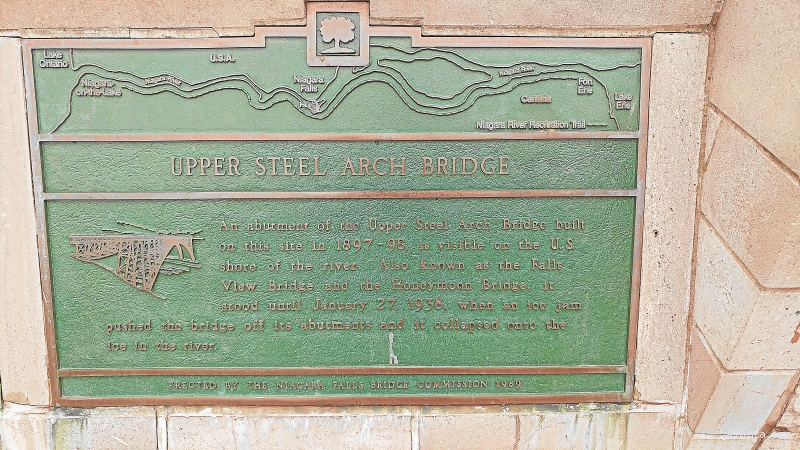 Lake
Ontario
U.S.A.
Niagara
on-the-Lake
Niagara River
Niagara
Falls
Falls
Niagara River
Fort
Erie
Lake
Erie
Canada
Niagara River Recreation Trail
UPPER STEEL ARCH BRIDGE
An abutment of the Upper Steel Arch Bridge built
on this site in 1897-98, is visible on the U.S.
shore of the river. Also known as the Falls
View Bridge and the Honeymoon Bridge, it
stood until January 27, 1938, when an ice jam
pushed the bridge off its abutments and it collapsed onto the
ice in the river.
ERECTED BY THE NIAGARA FALLS BRIDGE COMMISSION 1989